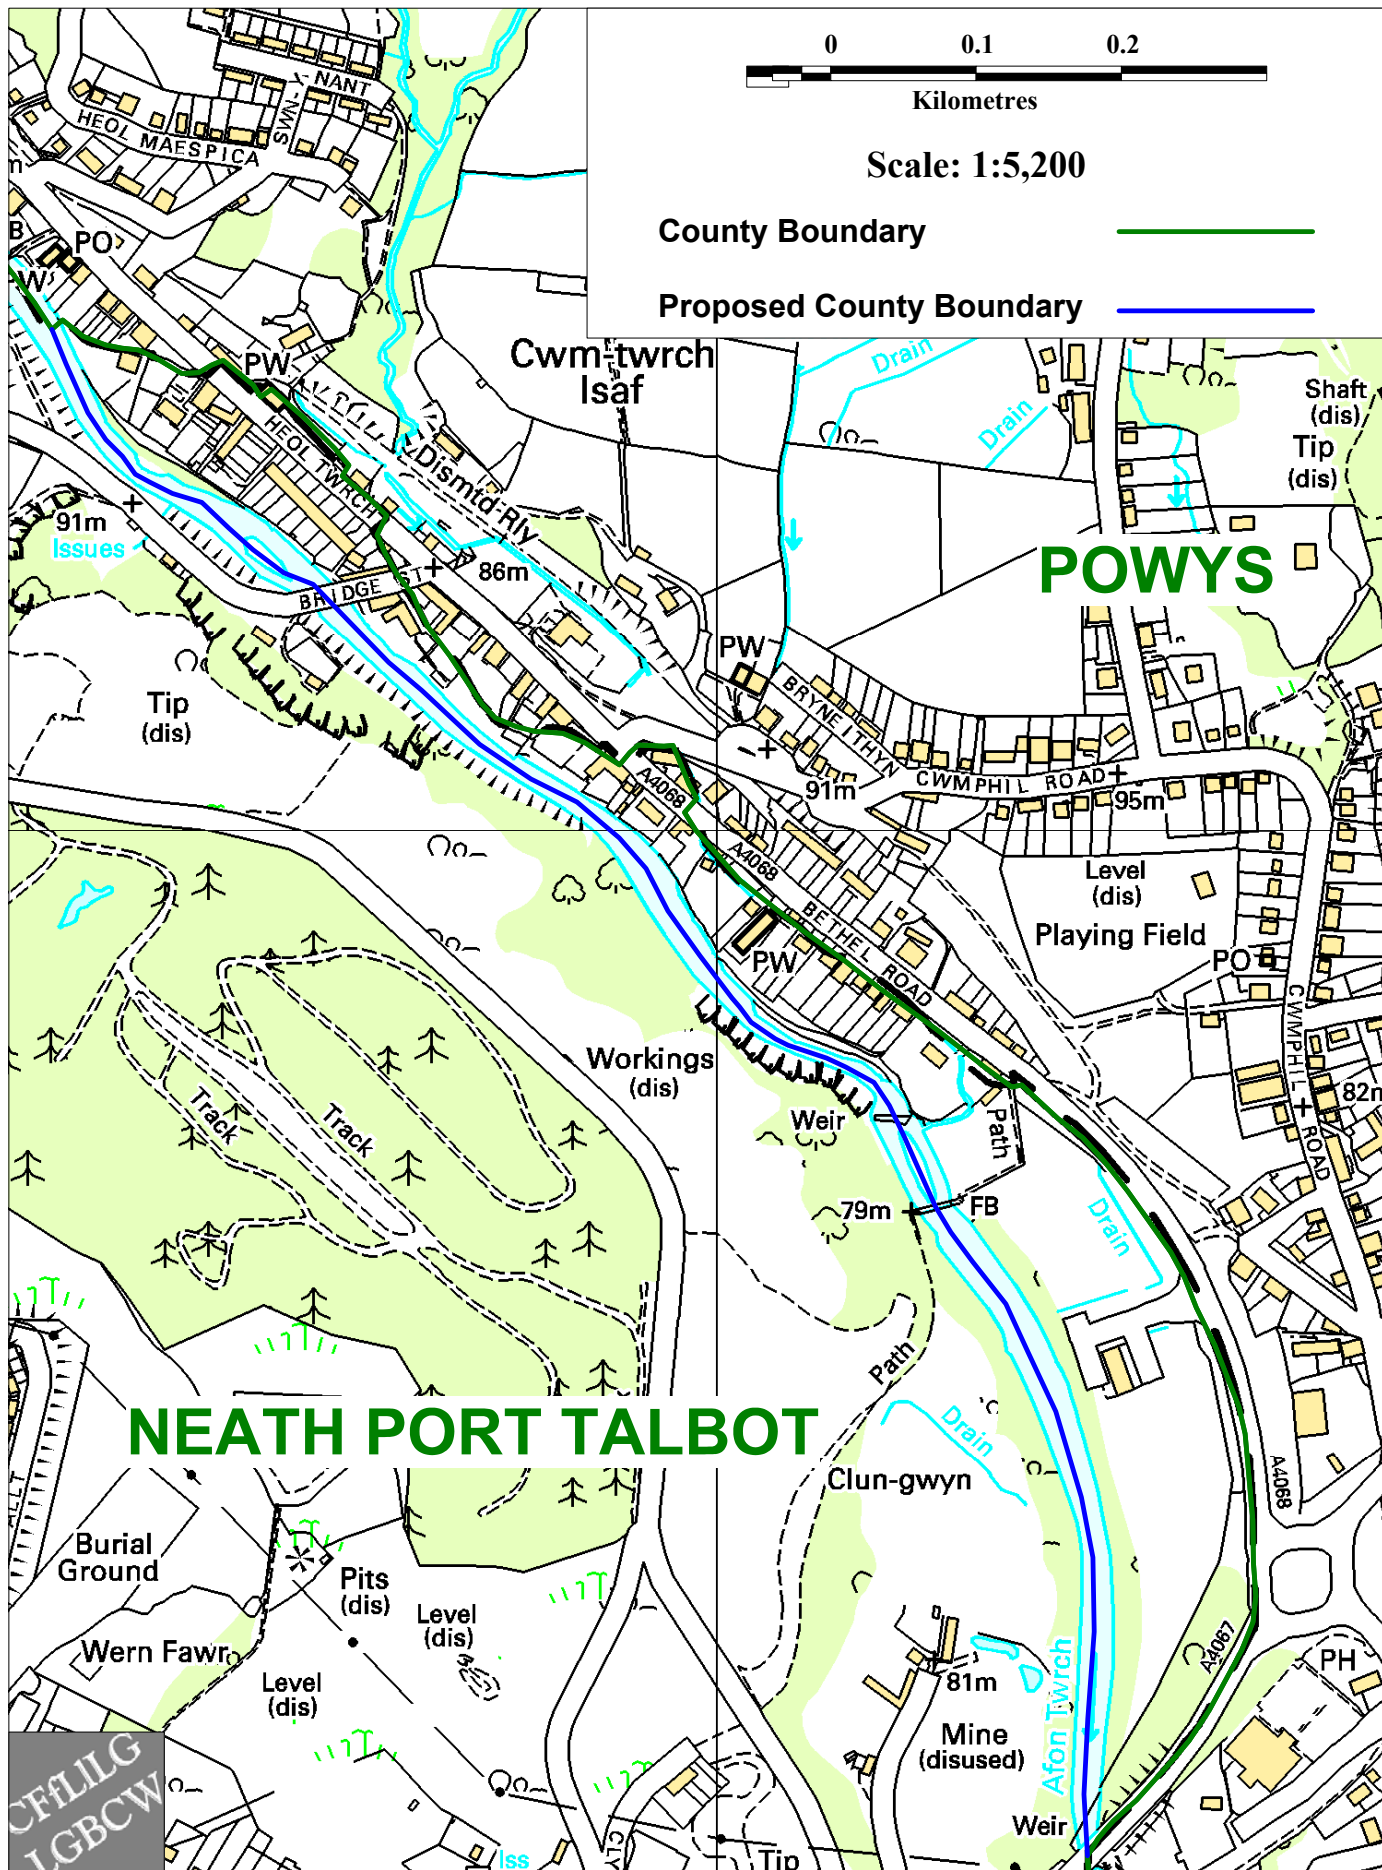 0 0.1 0.2
Kilometres
Scale: 1:5,200
County Boundary
Proposed County Boundary
NANT
SWNYX
HEOL MAESPICA
m
B
PO
W
PW
HEOL TWRCH
Cwm-twrch
Isaf
Dismtd Rly
Drain
Drain
Shaft
(dis)
Tip
(dis)
91m
Issues
BRIDGE ST
86m
POWYS
PW
BRYNEITHYN
Tip
(dis)
A4068
91m
CWMPHIL ROAD
95m
A4068
BETHEL ROAD
Level
(dis)
Playing Field
PW
PO
CWMPHIL ROAD
Workings
(dis)
82m
Track
Track
Weir
Path
79m
FB
Drain
Path
NEATH PORT TALBOT
Drain
Clun-gwyn
A4068
ALLT
Burial
Ground
Pits
(dis)
Level
(dis)
Wern Fawr
Level
(dis)
A4067
PH
81m
Mine
(disused)
Afon Twrch
Weir
CFfLlLG
LGBCW
Iss
CLY
Tip